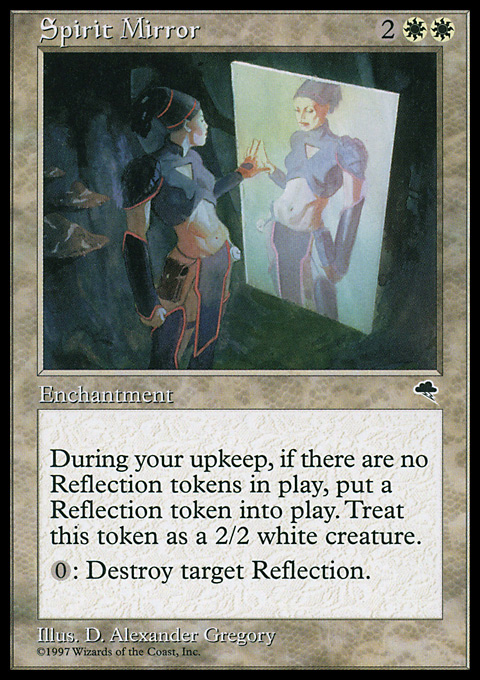 Spirit Mirror 2
Enchantment
During your upkeep, if there are no
Reflection tokens in play, put a
Reflection token into play. Treat
this token as a 2/2 white creature.
0: Destroy target Reflection.
Illus. D. Alexander Gregory
©1997 Wizards of the Coast, Inc.